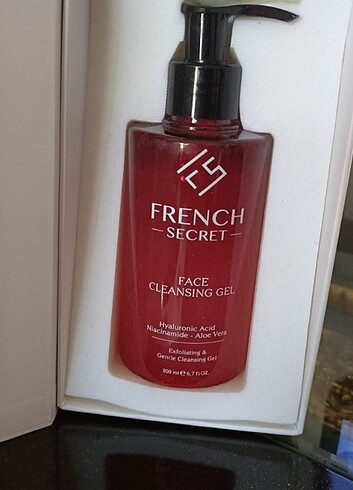 FRENCH
SECRET
FACE
CLEANSING GEL
Hyaluronic Acid
Niacinamide - Aloe Vera
Exfoliating &
Gentle Cleansing Gel
200 ml ℮ 6,7 fl.OZ.